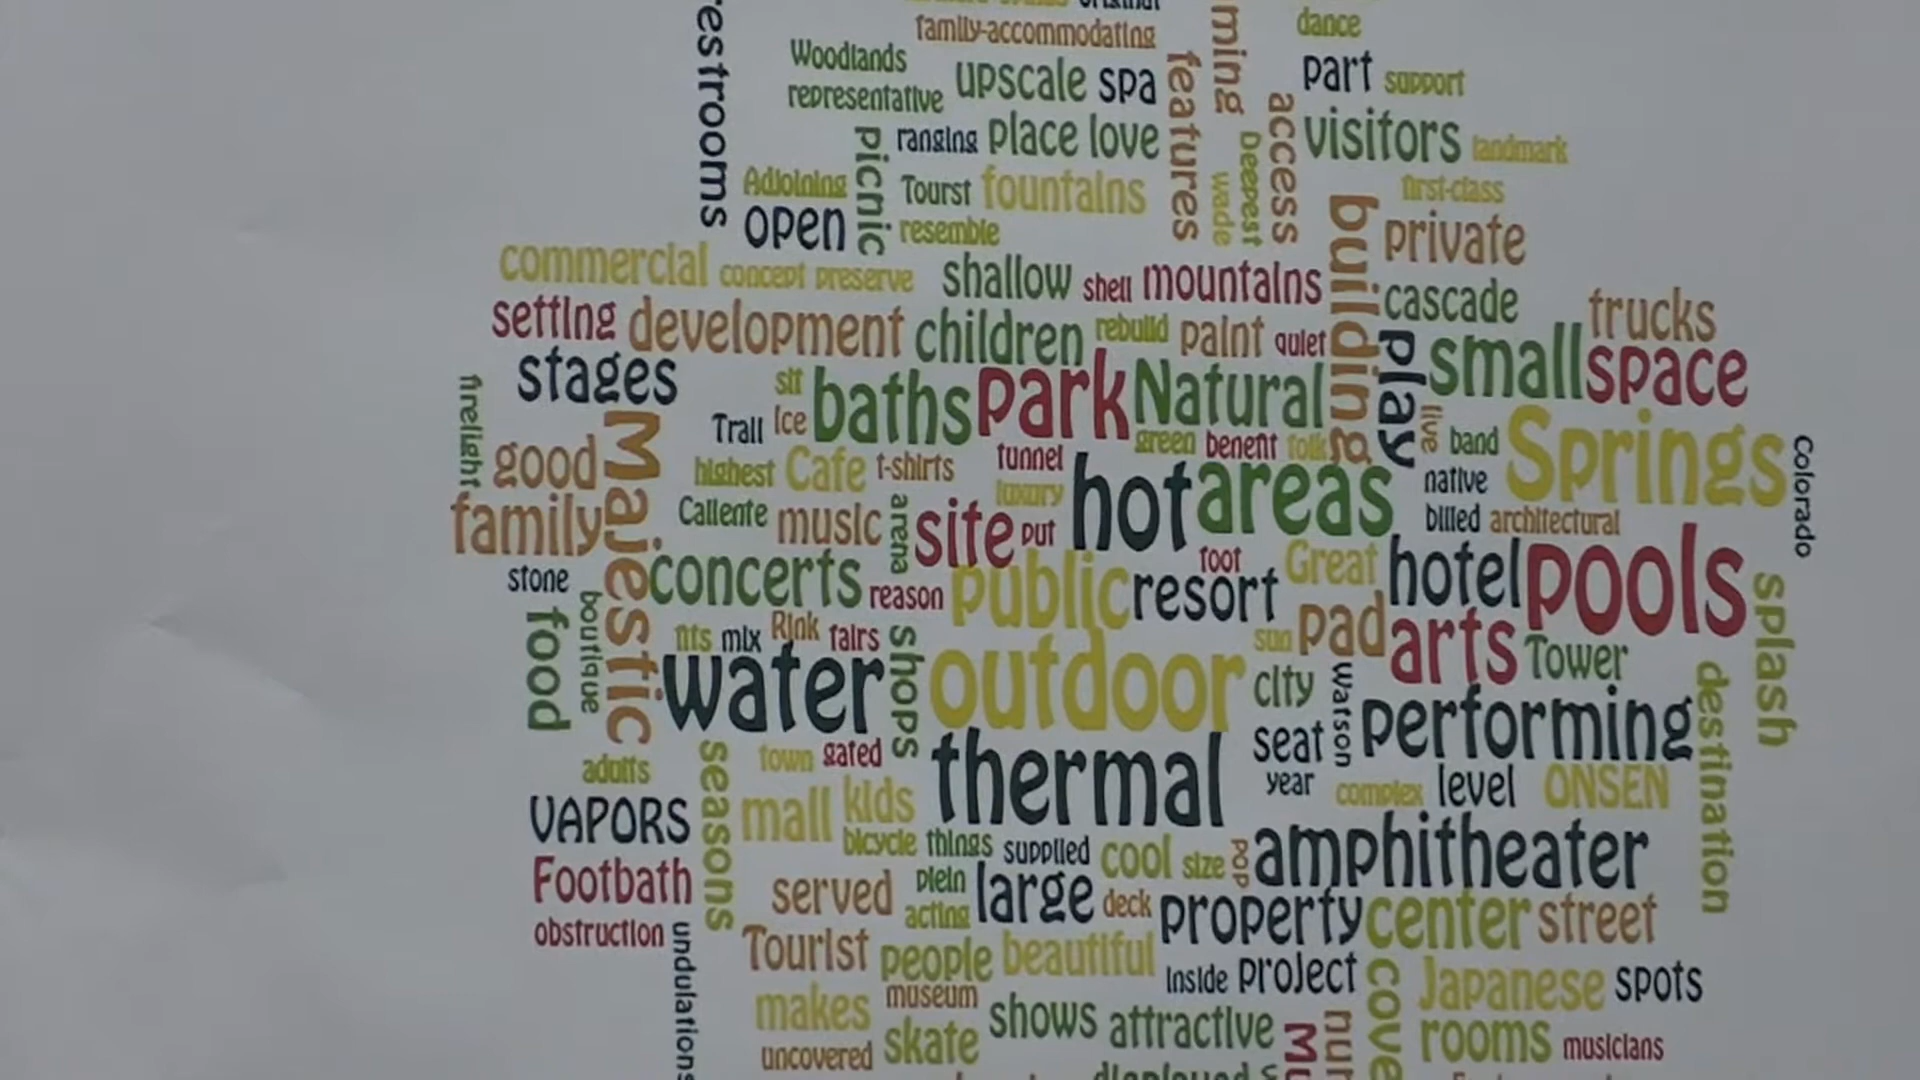 restrooms
family-accommodating
dance
Woodlands
upscale spa
features
part support
representative
picnic
ranging place love
access
visitors landmark
Deepest
wade
Adjoining
Tourst fountains
first-class
open
resemble
building
private
commercial concept preserve
shallow shell mountains
cascade
trucks
setting development children rebuild paint quiet
play
small space
stages
sit baths park Natural
firelight
Majestic
Trail Ice
green benefit folk
live band
Springs
Colorado
good
highest Cafe t-shirts
tunnel
luxury
hot areas
native
family
Caliente music
arena
site put
billed architectural
stone
concerts reason
public resort
foot
Great
hotel pools
splash
food
boutique
fits mix Rink fairs
shops
sun pad arts Tower
water outdoor city
Watson
performing
destination
seat
adults
seasons
town gated
thermal
year complex level ONSEN
VAPORS
mall kids
bicycle things supplied cool size
pop
amphitheater
Footbath
served
plein
acting
large deck property center street
obstruction
undulations
Tourist people beautiful
Inside project
cove
Japanese spots
makes museum
shows attractive
rooms musicians
uncovered skate